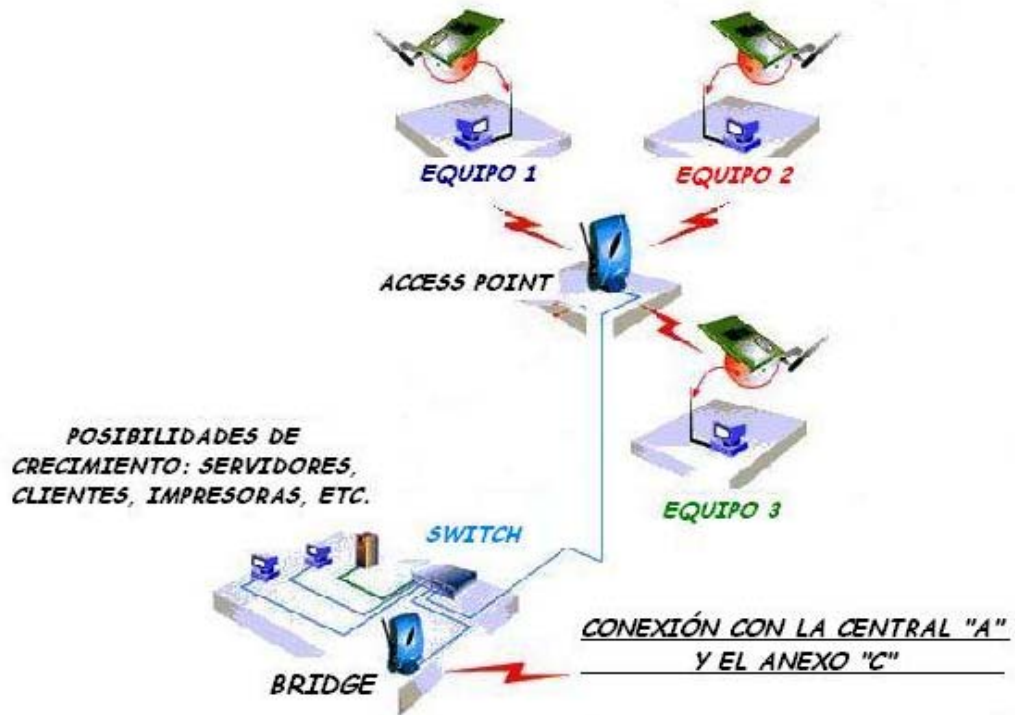 EQUIPO 1
EQUIPO 2
ACCESS POINT
EQUIPO 3
POSIBILIDADES DE
CRECIMIENTO: SERVIDORES,
CLIENTES, IMPRESORAS, ETC.
SWITCH
BRIDGE
CONEXIÓN CON LA CENTRAL "A"
Y EL ANEXO "C"